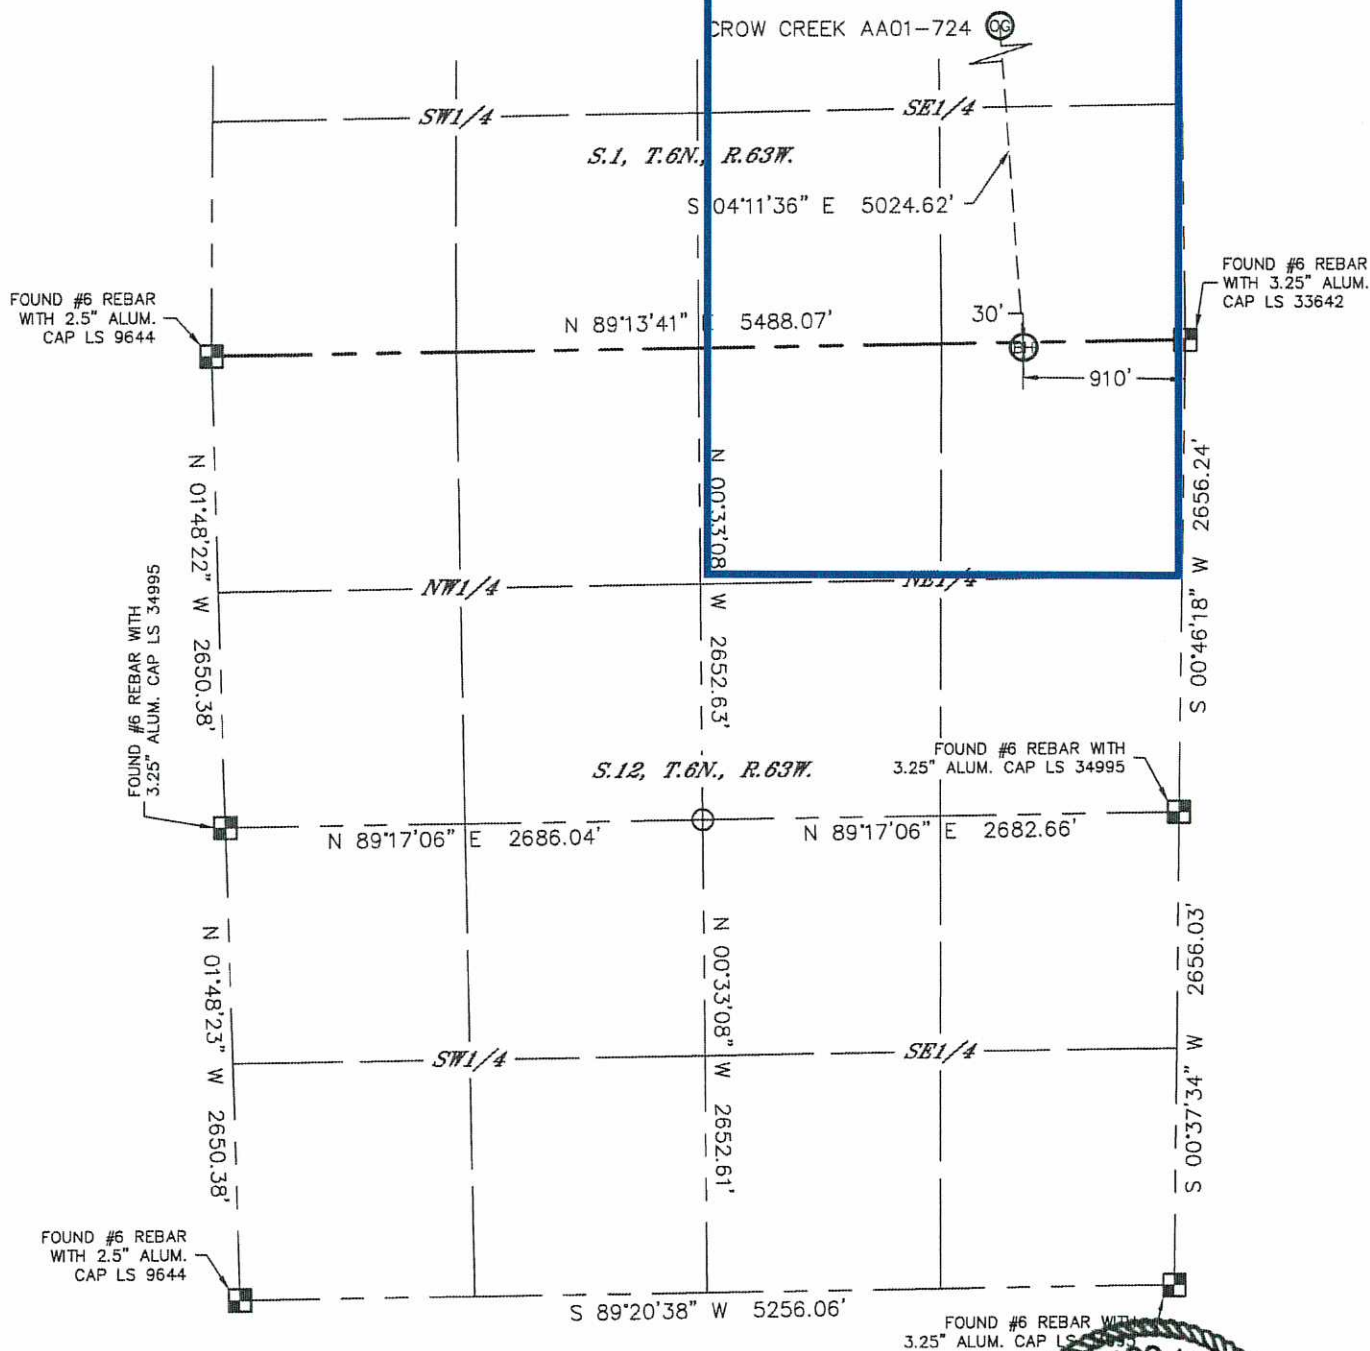 CROW CREEK AA01-724 OG
SW1/4
SE1/4
S.1, T.6N., R.63W.
S 04°11'36" E 5024.62'
FOUND #6 REBAR
WITH 2.5" ALUM.
CAP LS 9644
N 89°13'41" E 5488.07'
30'
BH
910'
FOUND #6 REBAR
WITH 3.25" ALUM.
CAP LS 33642
N 01°48'22" W 2650.38'
N 00°33'08" W 2652.63'
S 00°46'18" W 2656.24'
NW1/4
NE1/4
FOUND #6 REBAR WITH
3.25" ALUM. CAP LS 34995
S.12, T.6N., R.63W.
FOUND #6 REBAR WITH
3.25" ALUM. CAP LS 34995
N 89°17'06" E 2686.04'
N 89°17'06" E 2682.66'
N 01°48'23" W 2650.38'
N 00°33'08" W 2652.61'
S 00°37'34" W 2656.03'
SW1/4
SE1/4
FOUND #6 REBAR
WITH 2.5" ALUM.
CAP LS 9644
S 89°20'38" W 5256.06'
FOUND #6 REBAR WITH
3.25" ALUM. CAP LS